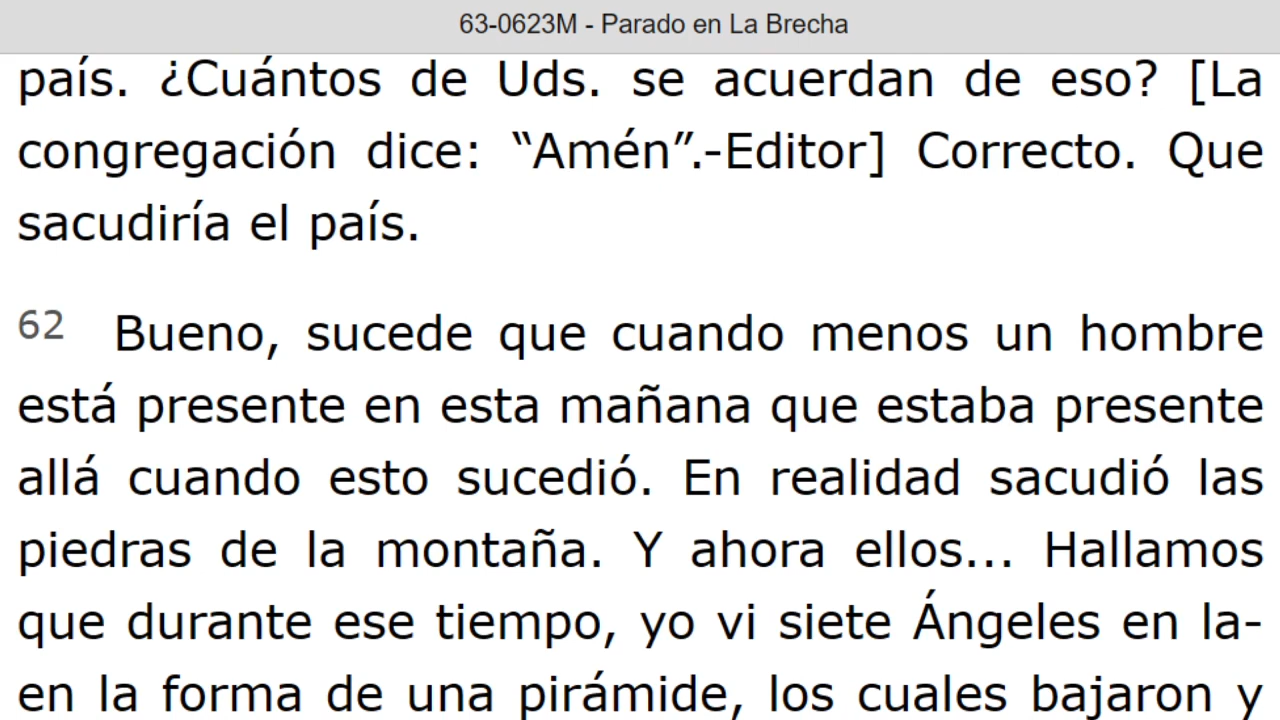 63-0623M - Parado en La Brecha
país. ¿Cuántos de Uds. se acuerdan de eso? [La
congregación dice: “Amén”.-Editor] Correcto. Que
sacudiría el país.
62 Bueno, sucede que cuando menos un hombre
está presente en esta mañana que estaba presente
allá cuando esto sucedió. En realidad sacudió las
piedras de la montaña. Y ahora ellos... Hallamos
que durante ese tiempo, yo vi siete Ángeles en la-
en la forma de una pirámide, los cuales bajaron y